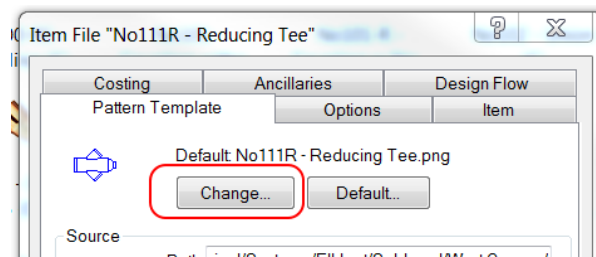 Item File "No111R - Reducing Tee"
Costing Ancillaries Design Flow
Pattern Template Options Item
Default: No111R - Reducing Tee.png
Change... Default...
Source